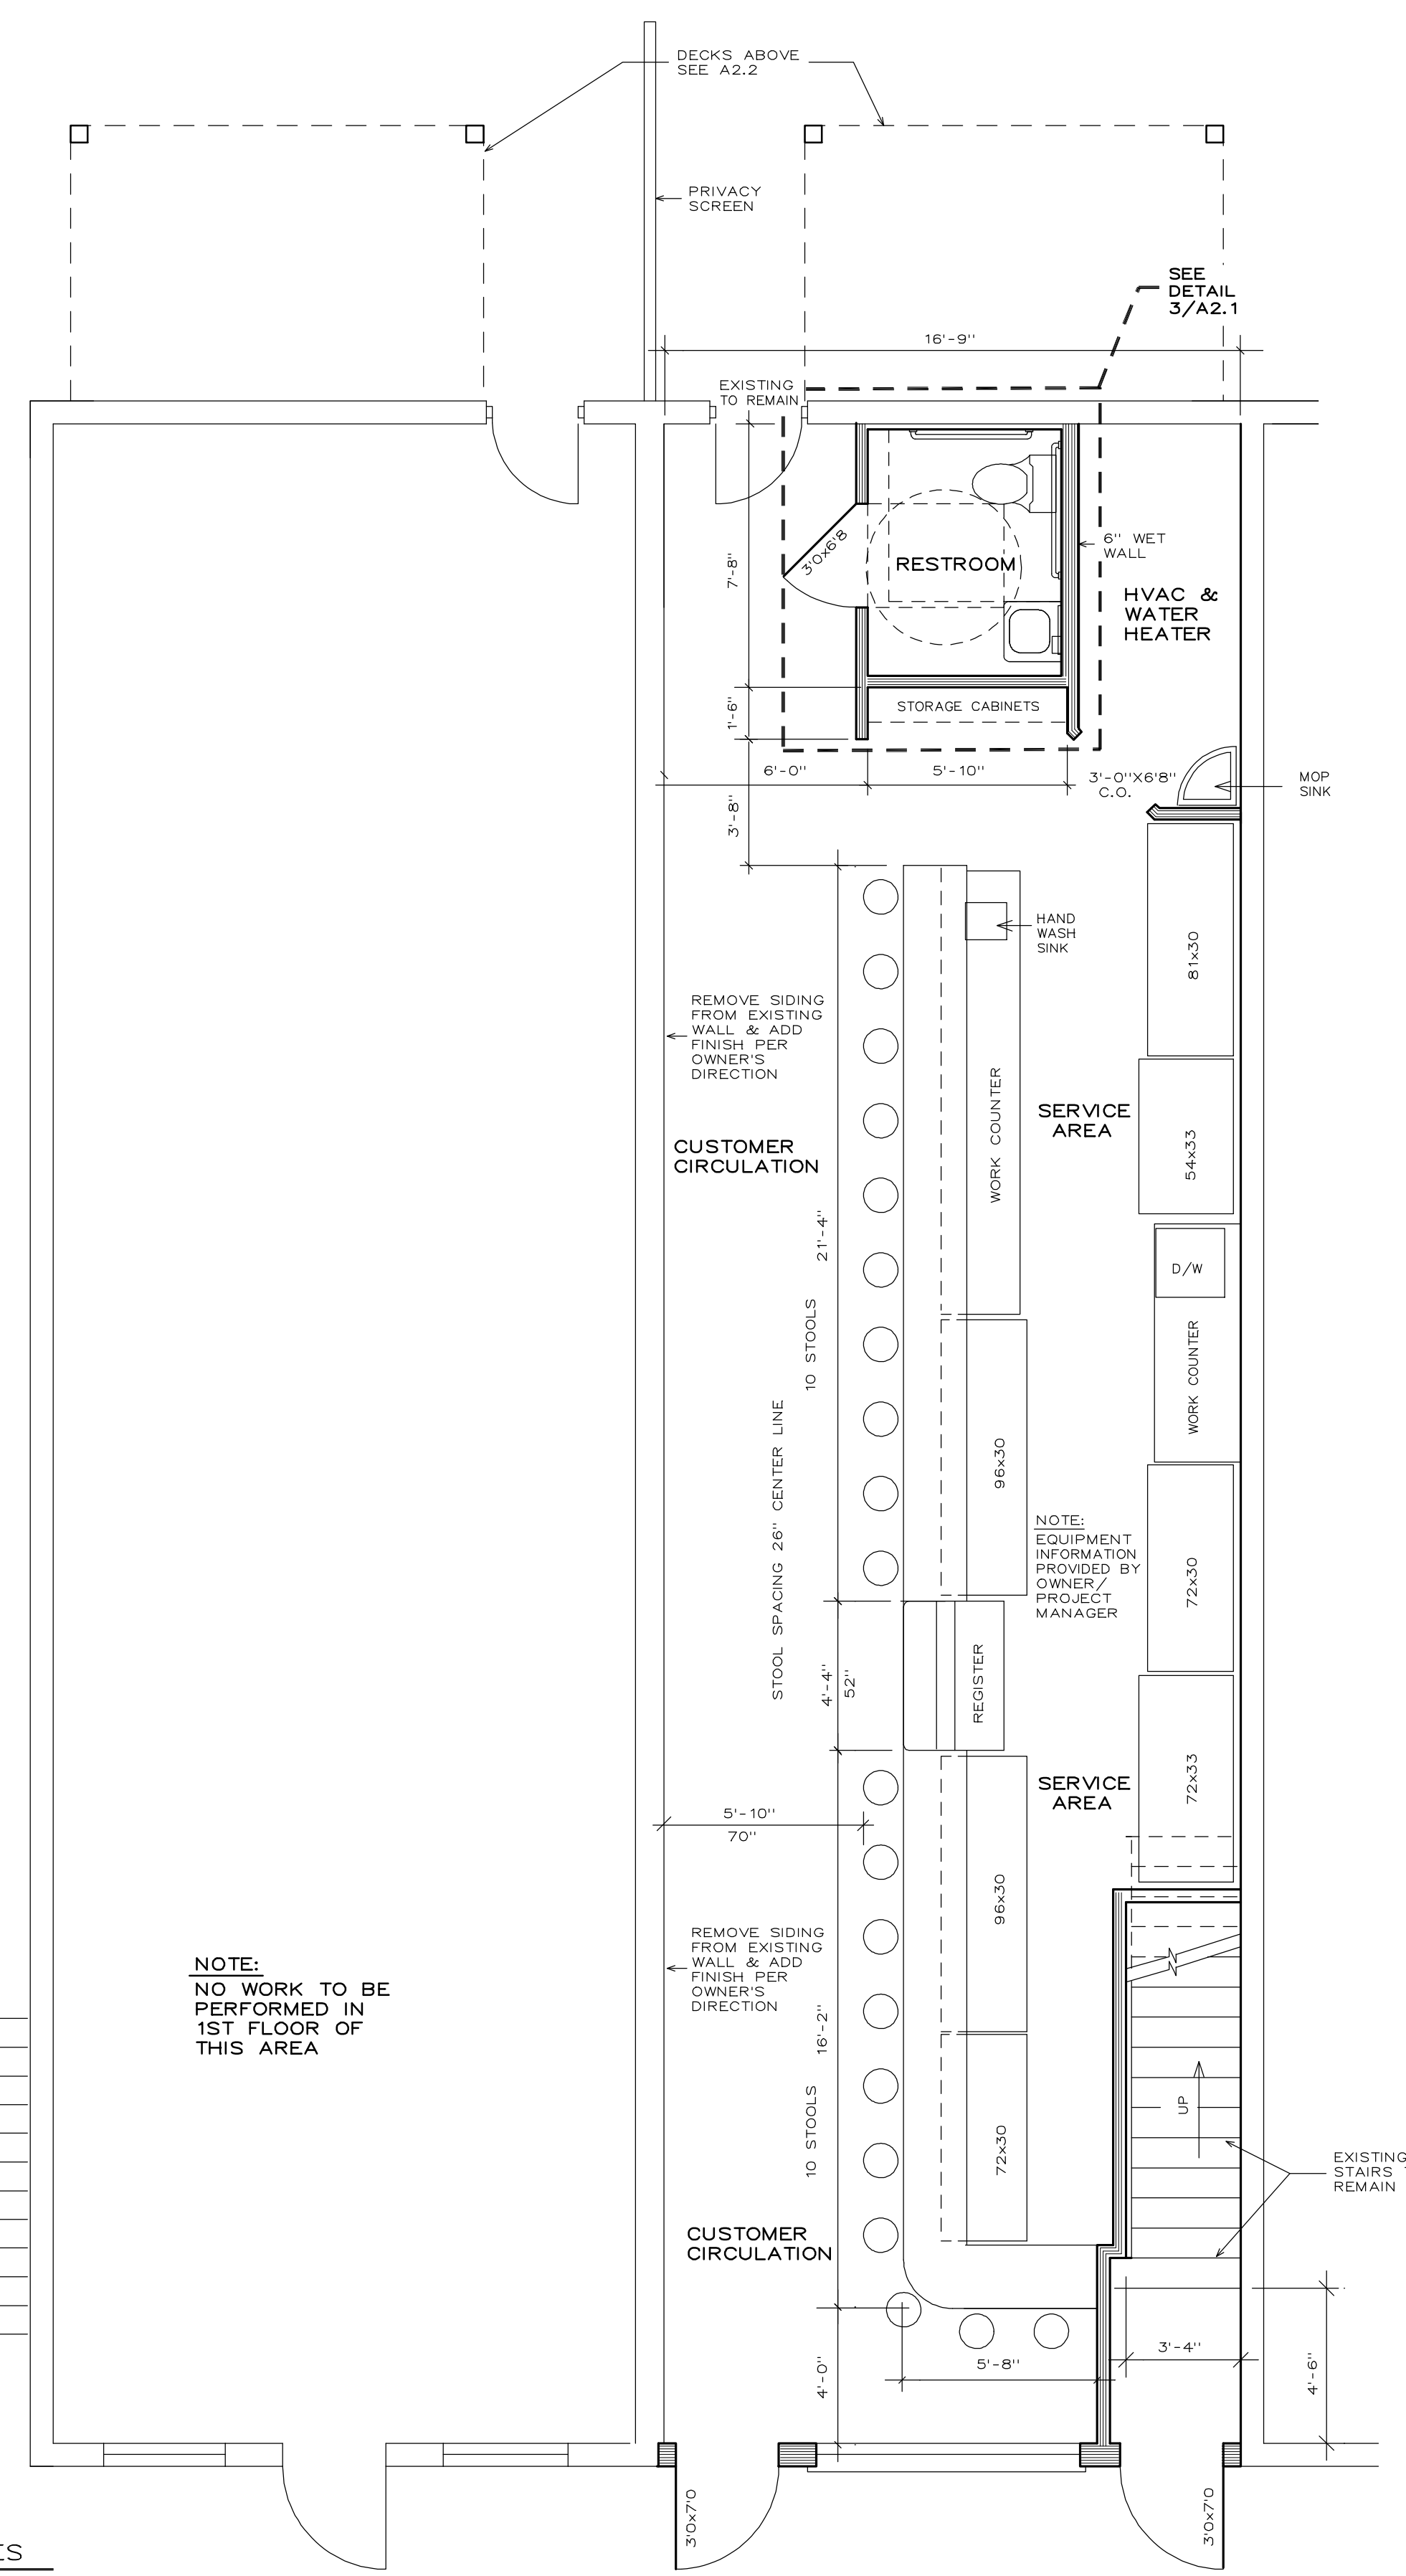 DECKS ABOVE
SEE A2.2
PRIVACY
SCREEN
SEE
DETAIL
3/A2.1
16'-9"
EXISTING
TO REMAIN
3'0x6'8
RESTROOM
6" WET
WALL
HVAC &
WATER
HEATER
7'-8"
1'-6"
STORAGE CABINETS
6'-0"
5'-10"
3'-0"X6'8"
C.O.
MOP
SINK
3'-8"
HAND
WASH
SINK
81x30
REMOVE SIDING
FROM EXISTING
WALL & ADD
FINISH PER
OWNER'S
DIRECTION
WORK COUNTER
SERVICE
AREA
54x33
CUSTOMER
CIRCULATION
21'-4"
10 STOOLS
D/W
WORK COUNTER
STOOL SPACING 26" CENTER LINE
96x30
NOTE:
EQUIPMENT
INFORMATION
PROVIDED BY
OWNER/
PROJECT
MANAGER
72x30
4'-4"
52"
REGISTER
72x33
SERVICE
AREA
5'-10"
70"
96x30
REMOVE SIDING
FROM EXISTING
WALL & ADD
FINISH PER
OWNER'S
DIRECTION
NOTE:
NO WORK TO BE
PERFORMED IN
1ST FLOOR OF
THIS AREA
16'-2"
10 STOOLS
72x30
UP
EXISTING
STAIRS
REMAIN
CUSTOMER
CIRCULATION
4'-0"
5'-8"
3'-4"
4'-6"
3'0x7'0
3'0x7'0